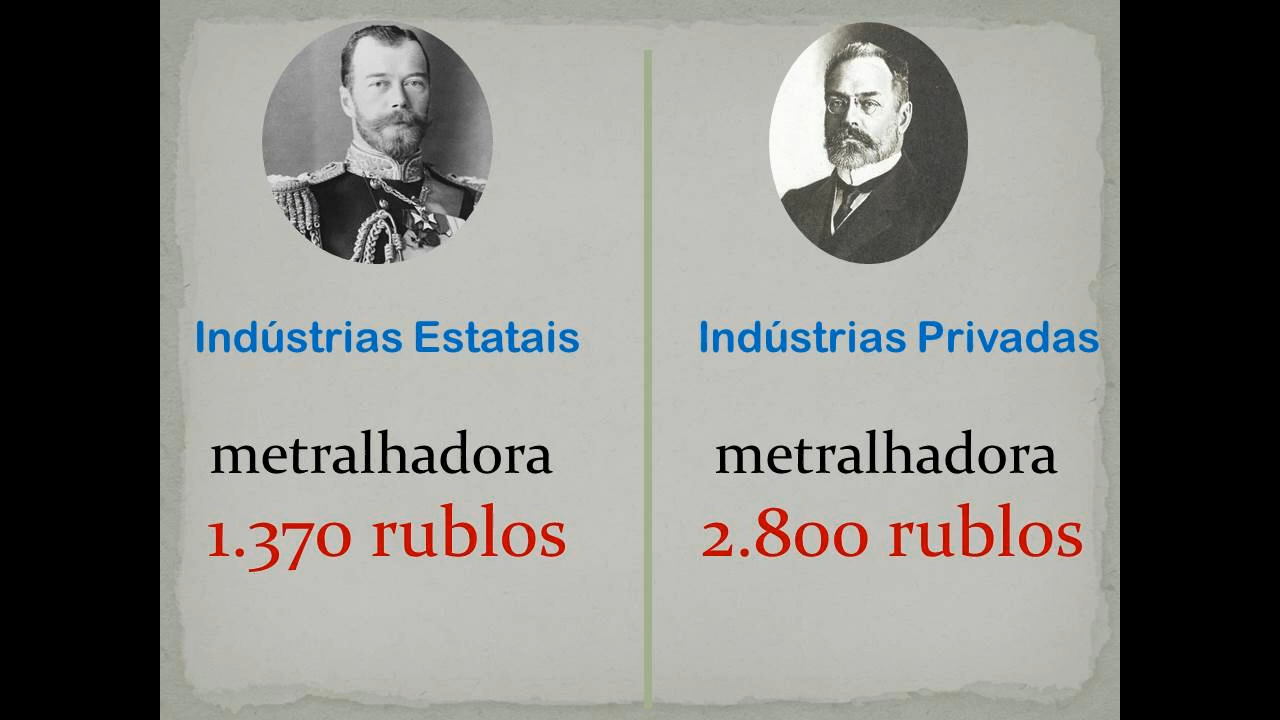 Indústrias Estatais
metralhadora
1.370 rublos
Indústrias Privadas
metralhadora
2.800 rublos